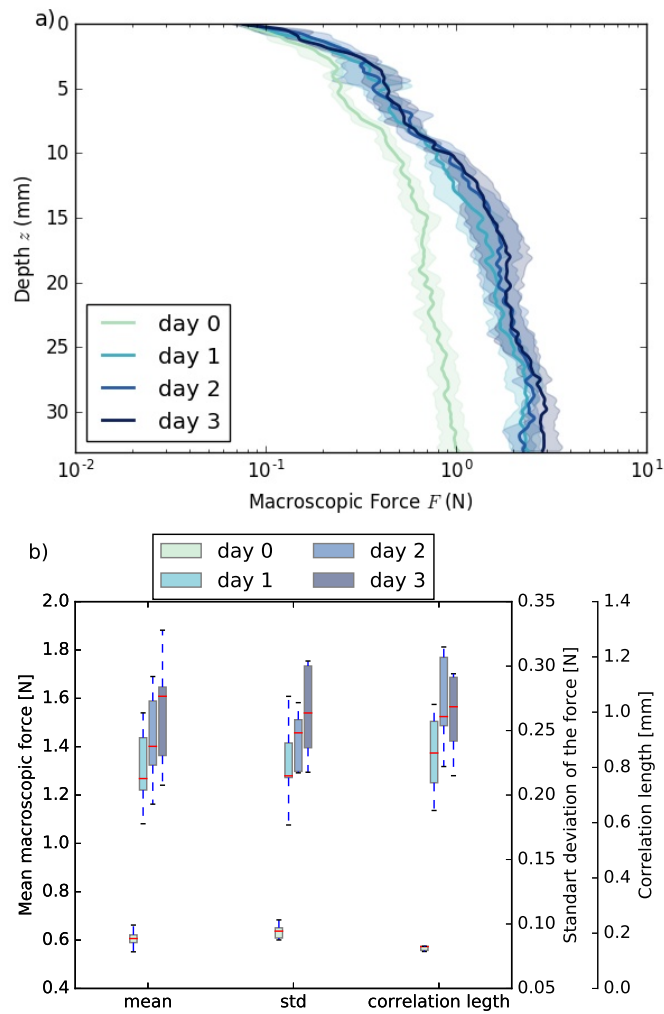 a)
0
5
10
15
20
25
30
Depth z (mm)
day 0
day 1
day 2
day 3
10^-2
10^-1
10^0
10^1
Macroscopic Force F (N)
b)
day 0
day 2
day 1
day 3
2.0
1.8
1.6
1.4
1.2
1.0
0.8
0.6
0.4
Mean macroscopic force [N]
0.35
0.30
0.25
0.20
0.15
0.10
0.05
Standart deviation of the force [N]
1.4
1.2
1.0
0.8
0.6
0.4
0.2
0.0
Correlation length [mm]
mean
std
correlation legth